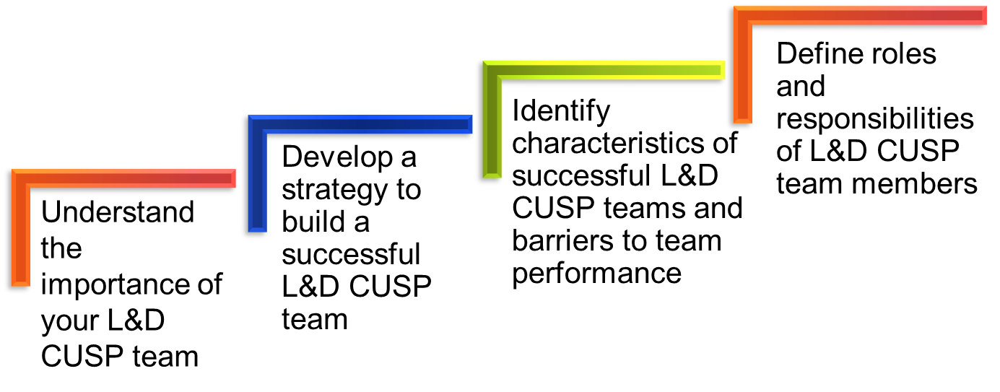 Understand
the
importance of
your L&D
CUSP team
Develop a
strategy to
build a
successful
L&D CUSP
team
Identify
characteristics of
successful L&D
CUSP teams and
barriers to team
performance
Define roles
and
responsibilities
of L&D CUSP
team members